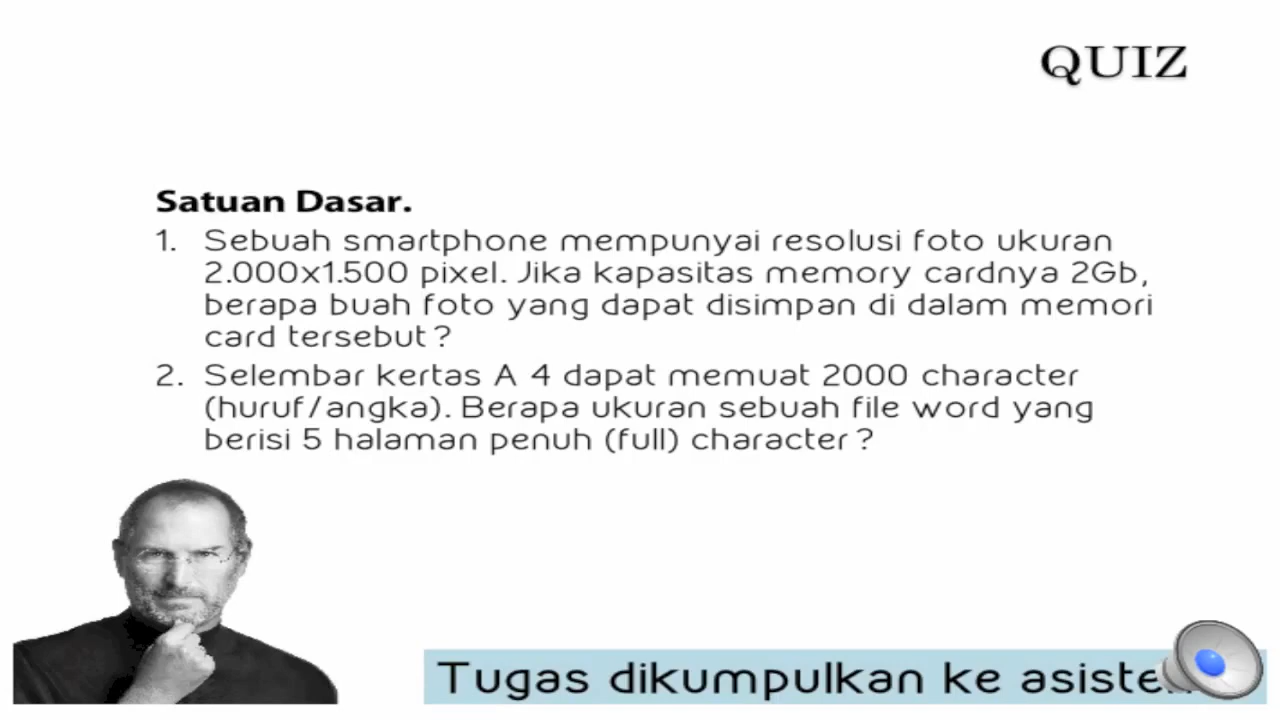 QUIZ
Satuan Dasar.
1. Sebuah smartphone mempunyai resolusi foto ukuran
2.000x1.500 pixel. Jika kapasitas memory cardnya 2Gb,
berapa buah foto yang dapat disimpan di dalam memori
card tersebut ?
2. Selembar kertas A 4 dapat memuat 2000 character
(huruf/angka). Berapa ukuran sebuah file word yang
berisi 5 halaman penuh (full) character ?
Tugas dikumpulkan ke